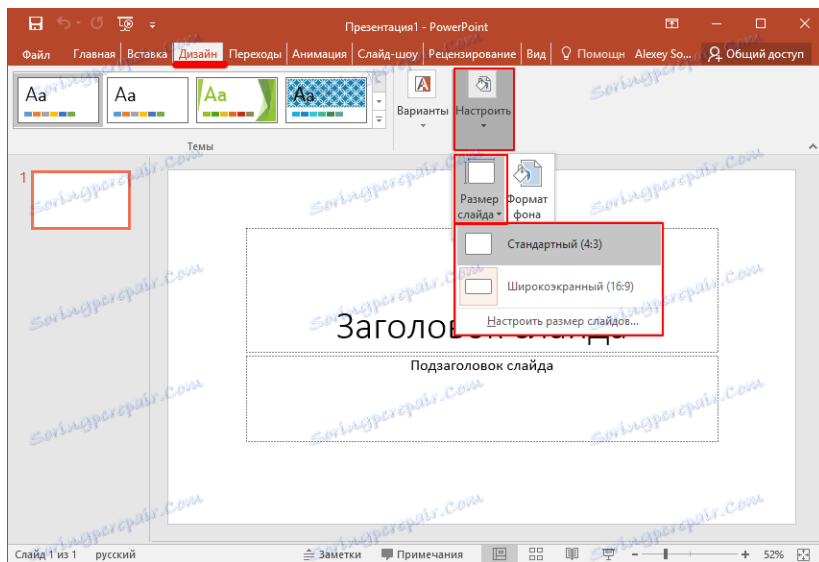 Презентация1 - PowerPoint
Файл Главная Вставка Дизайн Переходы Анимация Слайд-шоу Рецензирование Вид Помощн Alexey So... Общий доступ
Aa Aa Aa Aa
Варианты Настроить
Темы
1
Размер слайда
Формат фона
Стандартный (4:3)
Широкоэкранный (16:9)
Настроить размер слайдов...
Заголовок слайда
Подзаголовок слайда
Слайд 1 из 1 русский Заметки Примечания 52%